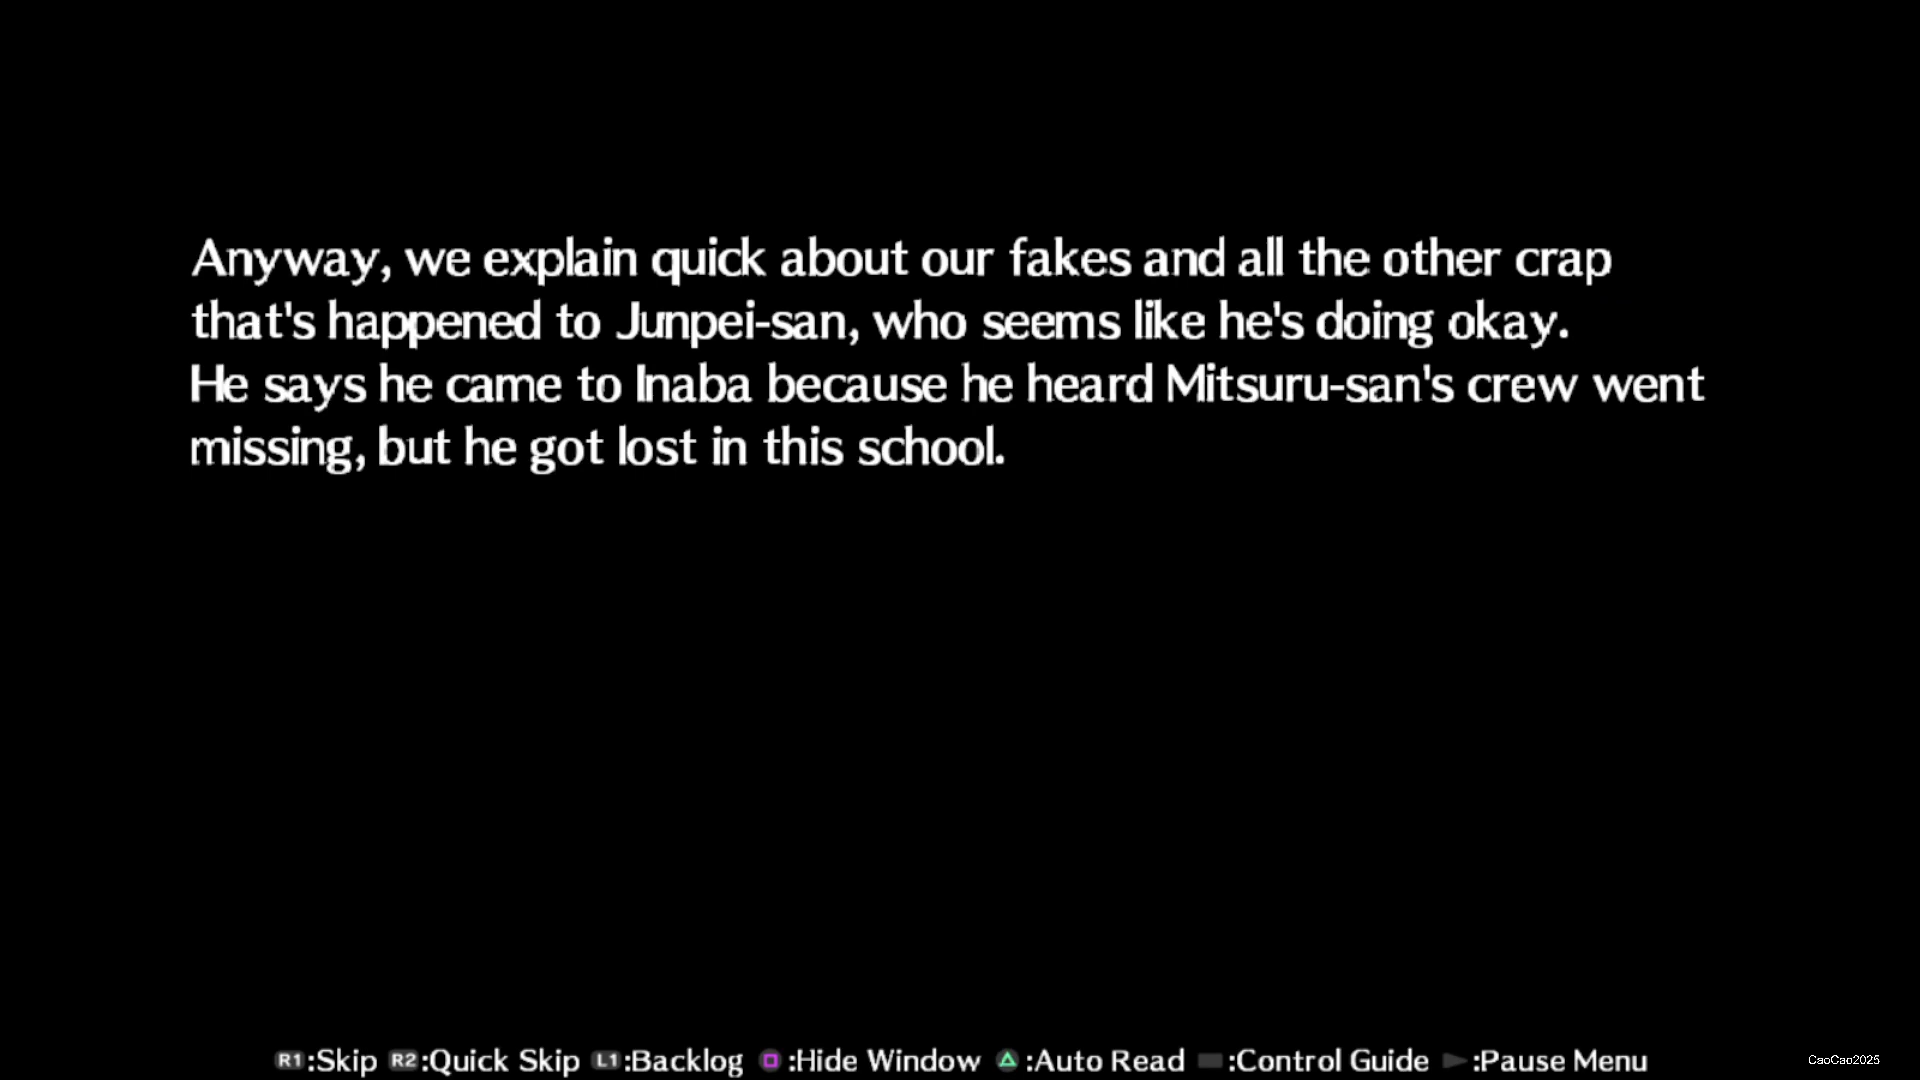 Anyway, we explain quick about our fakes and all the other crap
that's happened to Junpei-san, who seems like he's doing okay.
He says he came to Inaba because he heard Mitsuru-san's crew went
missing, but he got lost in this school.
R1:Skip R2:Quick Skip L1:Backlog :Hide Window :Auto Read :Control Guide :Pause Menu
CaoCao2025